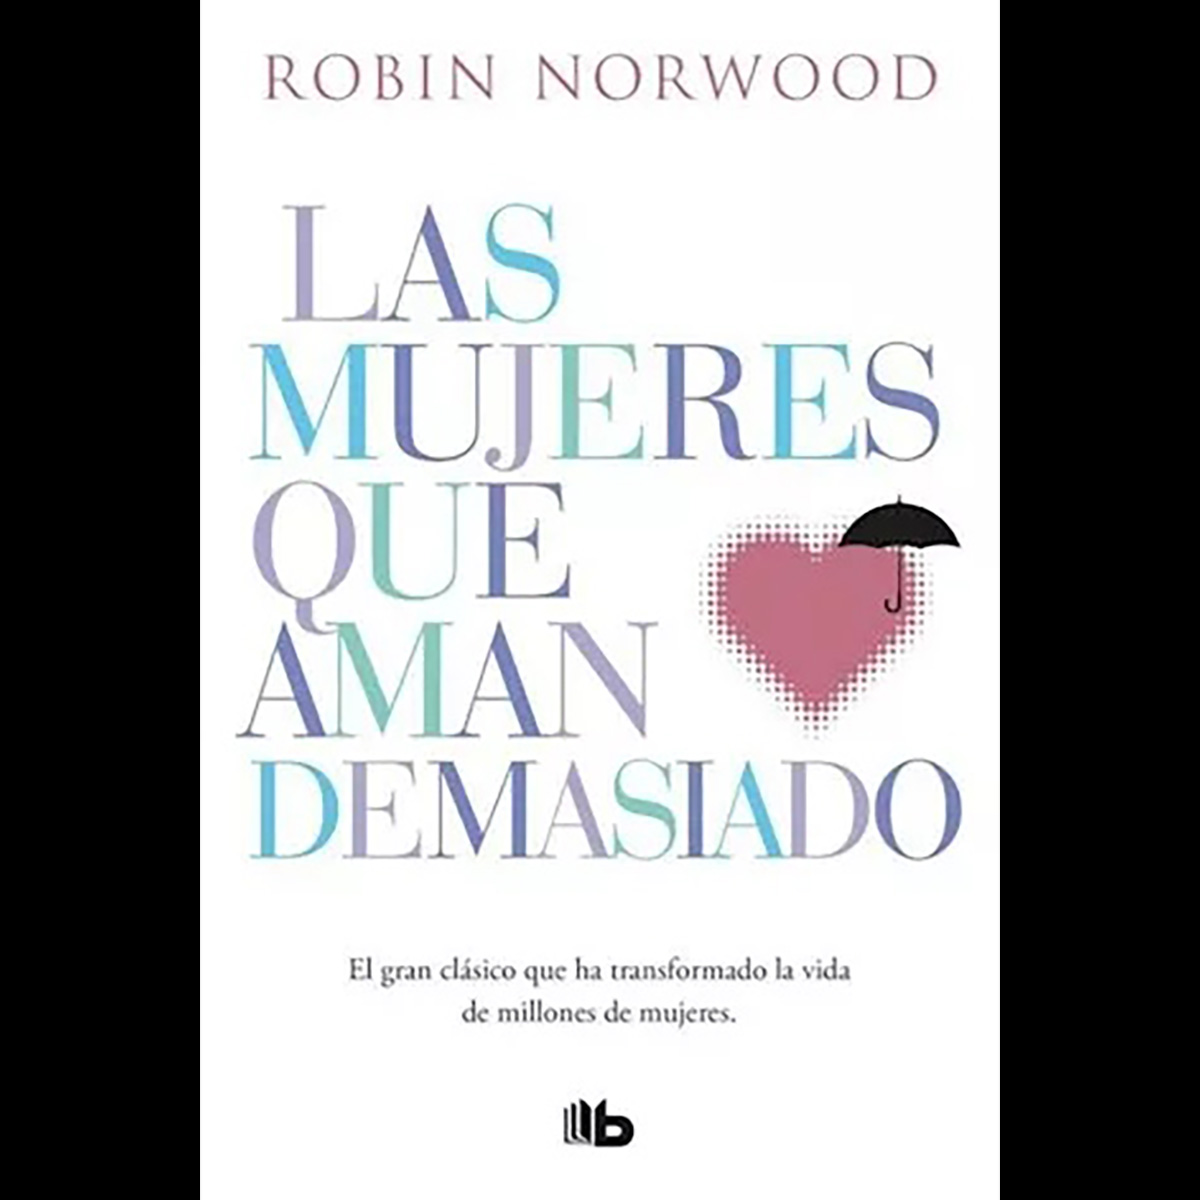 ROBIN NORWOOD
LAS
MUJERES
QUE
AMAN
DEMASIADO
El gran clásico que ha transformado la vida
de millones de mujeres.
b